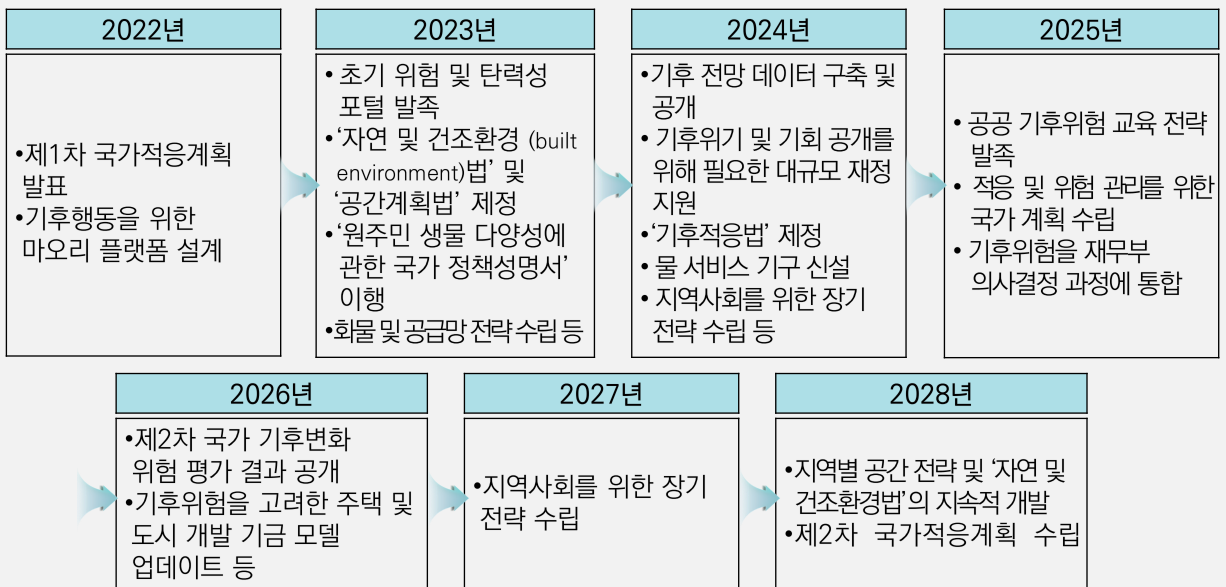 2022년
•제1차 국가적응계획
발표
•기후행동을 위한
마오리 플랫폼 설계
2023년
• 초기 위험 및 탄력성
포털 발족
•‘자연 및 건조환경 (built
environment)법’ 및
‘공간계획법’ 제정
•‘원주민 생물 다양성에
관한 국가 정책성명서’
이행
•화물 및 공급망 전략 수립 등
2024년
•기후 전망 데이터 구축 및
공개
• 기후위기 및 기회 공개를
위해 필요한 대규모 재정
지원
•‘기후적응법’ 제정
• 물 서비스 기구 신설
• 지역사회를 위한 장기
전략 수립 등
2025년
• 공공 기후위험 교육 전략
발족
• 적응 및 위험 관리를 위한
국가 계획 수립
• 기후위험을 재무부
의사결정 과정에 통합
2026년
•제2차 국가 기후변화
위험 평가 결과 공개
•기후위험을 고려한 주택 및
도시 개발 기금 모델
업데이트 등
2027년
•지역사회를 위한 장기
전략 수립
2028년
•지역별 공간 전략 및 ‘자연 및
건조환경법’의 지속적 개발
•제2차 국가적응계획 수립